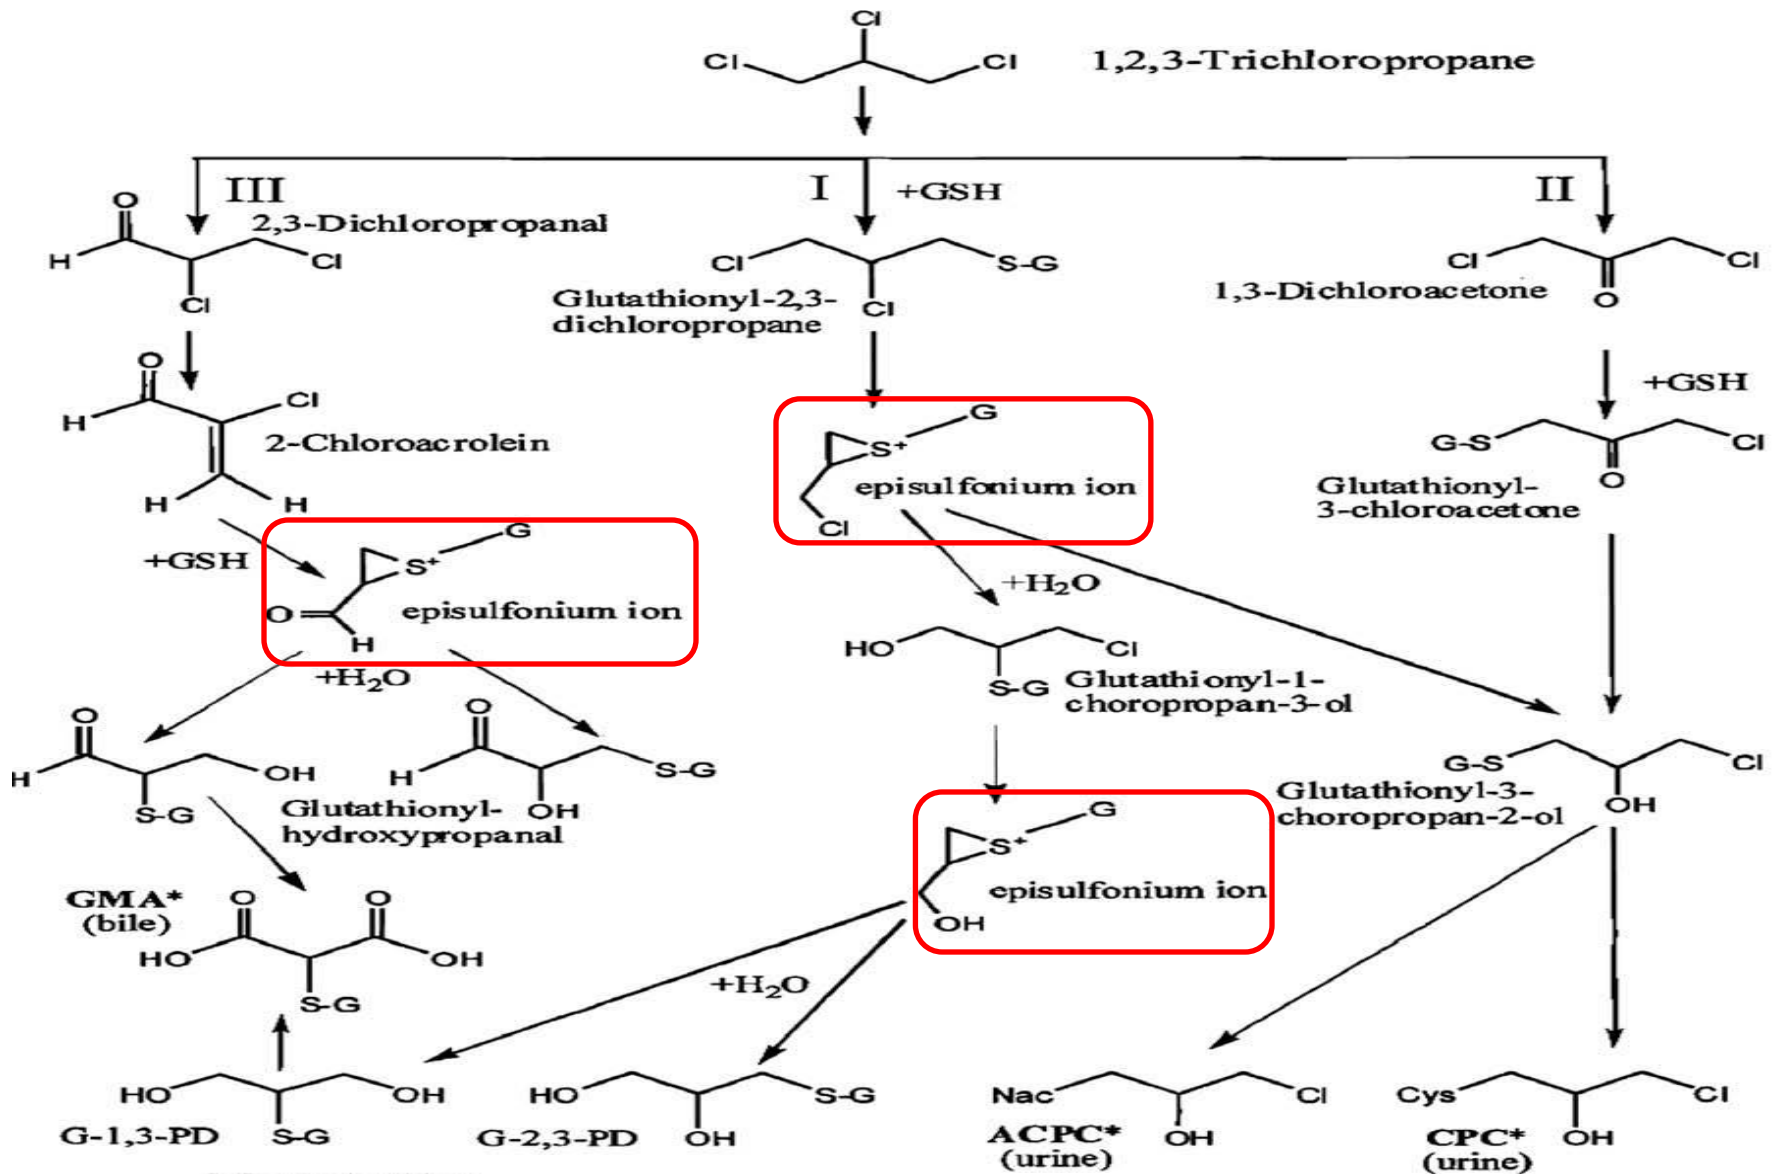 Cl
Cl
Cl
1,2,3-Trichloropropane
III
I
+GSH
II
O
2,3-Dichloropropanal
H
Cl
Cl
Cl
S-G
Cl
Glutathionyl-2,3-
dichloropropane
Cl
Cl
1,3-Dichloroacetone
O
O
H
Cl
2-Chloroacrolein
H
H
+GSH
G
S+
episulfonium ion
Cl
+GSH
G-S
Cl
O
Glutathionyl-
3-chloroacetone
G
S+
O
H
episulfonium ion
+H2O
+H2O
HO
Cl
S-G
Glutathionyl-1-
choropropan-3-ol
O
H
OH
S-G
O
H
S-G
OH
Glutathionyl-
hydroxypropanal
G-S
Cl
OH
Glutathionyl-3-
choropropan-2-ol
G
S+
episulfonium ion
OH
GMA*
(bile)
O
O
HO
OH
S-G
+H2O
HO
OH
S-G
G-1,3-PD
HO
S-G
OH
G-2,3-PD
Nac
Cl
OH
ACPC*
(urine)
Cys
Cl
OH
CPC*
(urine)